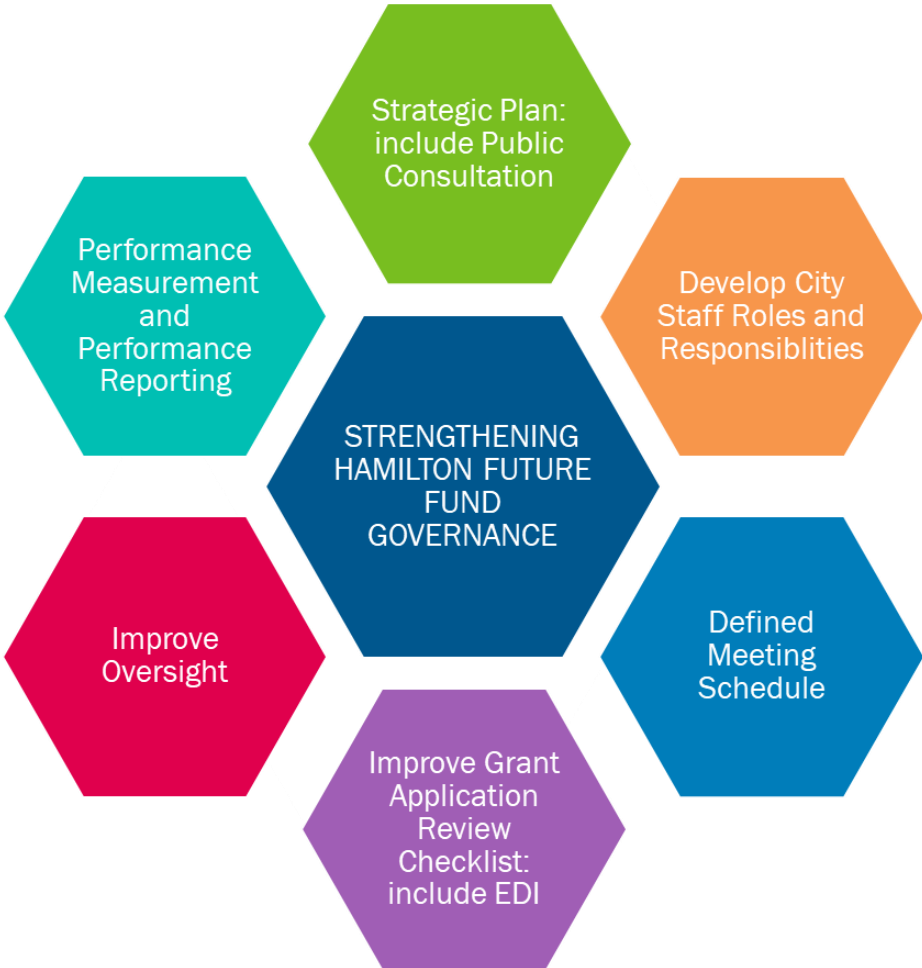 Strategic Plan:
include Public
Consultation
Performance
Measurement
and
Performance
Reporting
Develop City
Staff Roles and
Responsiblities
STRENGTHENING
HAMILTON FUTURE
FUND
GOVERNANCE
Improve
Oversight
Defined
Meeting
Schedule
Improve Grant
Application
Review
Checklist:
include EDI